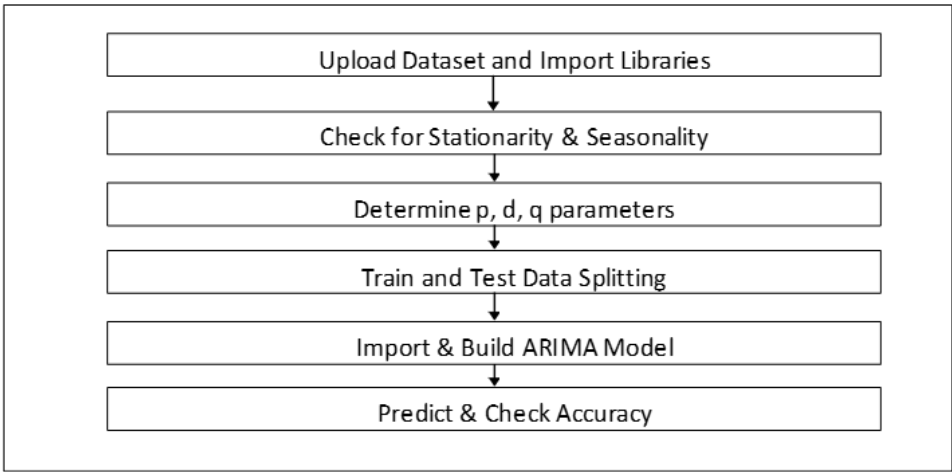 Upload Dataset and Import Libraries
Check for Stationarity & Seasonality
Determine p, d, q parameters
Train and Test Data Splitting
Import & Build ARIMA Model
Predict & Check Accuracy